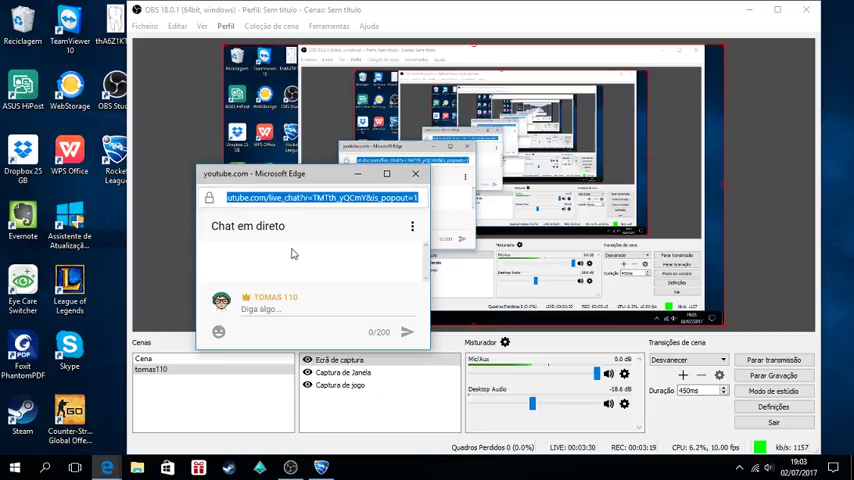 Reciclagem
TeamViewer
10
thA6Z1KT
ASUS HiPost
WebStorage
OBS Stud
Dropbox 25
GB
WPS Office
Rocket
Leagu
Evernote
Assistente de
Atualização...
Eye Care
Switcher
League of
Legends
Foxit
PhantomPDF
Skype
Steam
Counter-Str...
Global Offe...
OBS 18.0.1 (64bit, windows) - Perfil: Sem título - Cenas: Sem título
Ficheiro Editar Ver Perfil Coleção de cena Ferramentas Ajuda
youtube.com - Microsoft Edge
utube.com/live_chat?v=TMTth_yQCmY&is_popout=1
Chat em direto
TOMAS 110
Diga algo...
0/200
Cenas
Cena
tomas110
Ecrã de captura
Captura de Janela
Captura de jogo
Misturador
Mic/Aux 0.0 dB
Desktop Audio -18.6 dB
Transições de cena
Desvanecer
Duração 450ms
Parar transmissão
Parar Gravação
Modo de estúdio
Definições
Sair
Quadros Perdidos 0 (0.0%) LIVE: 00:03:30 REC: 00:03:19 CPU: 6.2%, 10.00 fps kb/s: 1157
19:03
02/07/2017